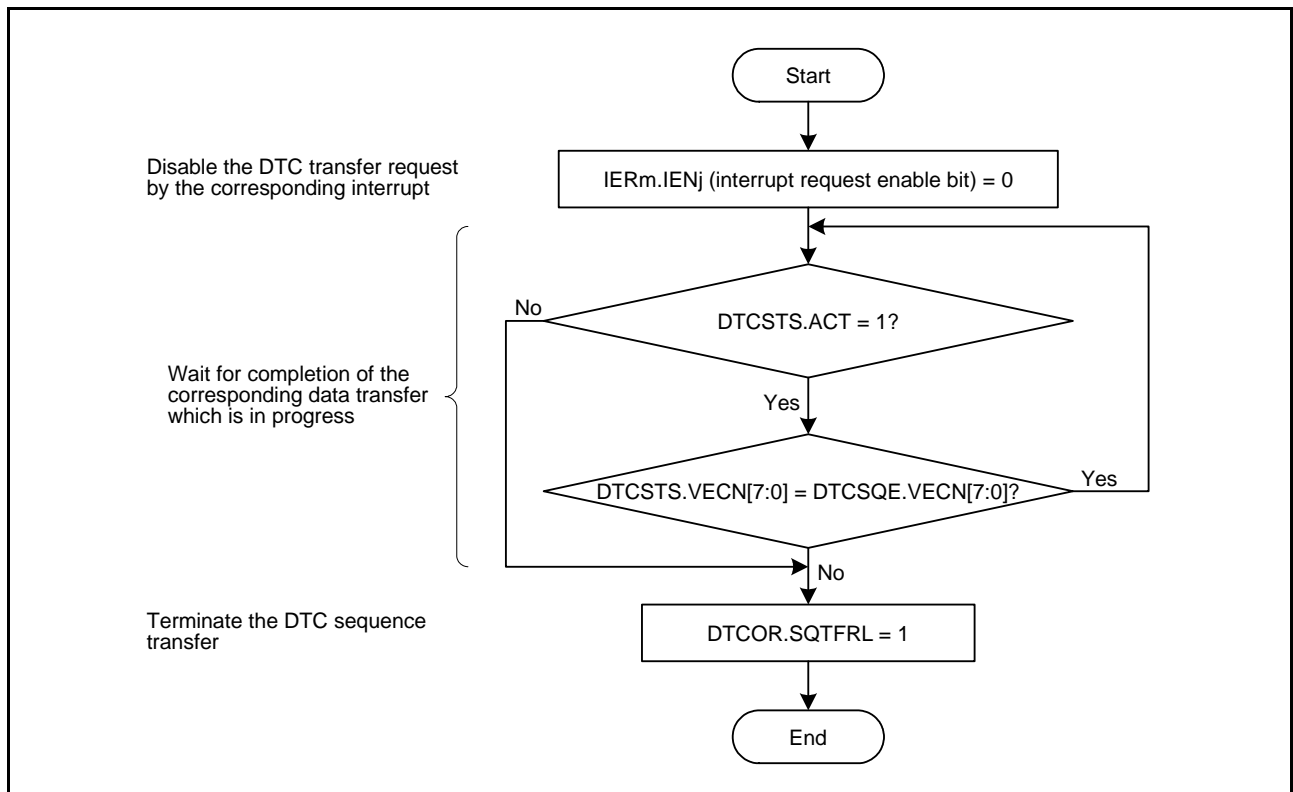 Start
Disable the DTC transfer request
by the corresponding interrupt
IERm.IENj (interrupt request enable bit) = 0
No
DTCSTS.ACT = 1?
Wait for completion of the
corresponding data transfer
which is in progress
Yes
DTCSTS.VECN[7:0] = DTCSQE.VECN[7:0]?
Yes
No
Terminate the DTC sequence
transfer
DTCOR.SQTFRL = 1
End